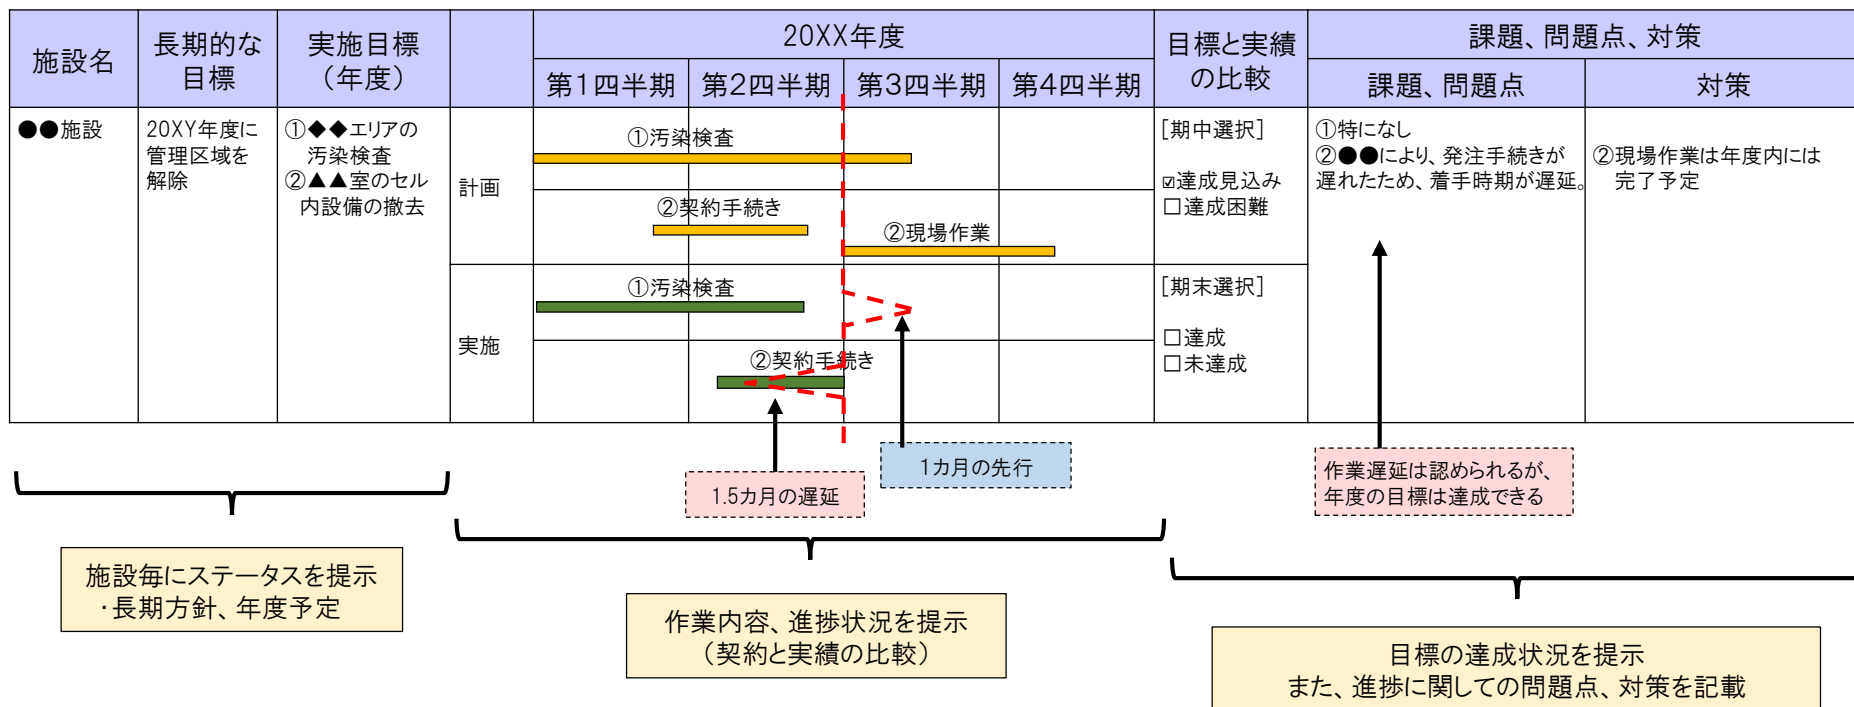 施設名
長期的な
目標
実施目標
（年度）
20XX年度
第1四半期
第2四半期
第3四半期
第4四半期
目標と実績
の比較
課題、問題点、対策
課題、問題点
対策
●●施設
20XY年度に
管理区域を
解除
①◆◆エリアの
汚染検査
②▲▲室のセル
内設備の撤去
計画
①汚染検査
②契約手続き
②現場作業
[期中選択]
☑達成見込み
□達成困難
①特になし
②●●により、発注手続きが
遅れたため、着手時期が遅延。
②現場作業は年度内には
完了予定
実施
①汚染検査
②契約手続き
[期末選択]
□達成
□未達成
1.5カ月の遅延
1カ月の先行
作業遅延は認められるが、
年度の目標は達成できる
施設毎にステータスを提示
・長期方針、年度予定
作業内容、進捗状況を提示
（契約と実績の比較）
目標の達成状況を提示
また、進捗に関しての問題点、対策を記載